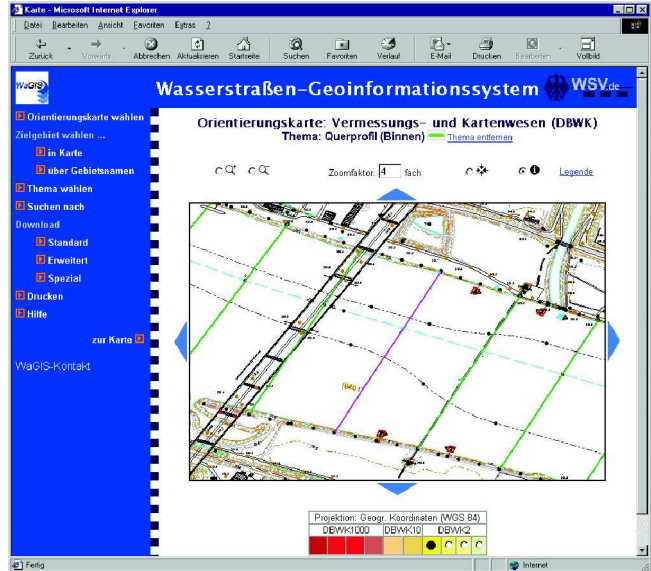 Karte - Microsoft Internet Explorer
Datei Bearbeiten Ansicht Favoriten Extras ?
Zurück Vorwärts Abbrechen Aktualisieren Startseite Suchen Favoriten Verlauf E-Mail Drucken Bearbeiten Vollbild
WaGIS
Wasserstraßen-Geoinformationssystem WSV.de
Orientierungskarte wählen
Zielgebiet wählen ...
in Karte
über Gebietsnamen
Thema wählen
Suchen nach
Download
Standard
Erweitert
Spezial
Drucken
Hilfe
zur Karte
WaGIS-Kontakt
Orientierungskarte: Vermessungs- und Kartenwesen (DBWK)
Thema: Querprofil (Binnen) Thema entfernen
Zoomfaktor: 4 fach Legende
Projektion: Geogr. Koordinaten (WGS 84)
DBWK1000 DBWK10 DBWK2
Fertig Internet